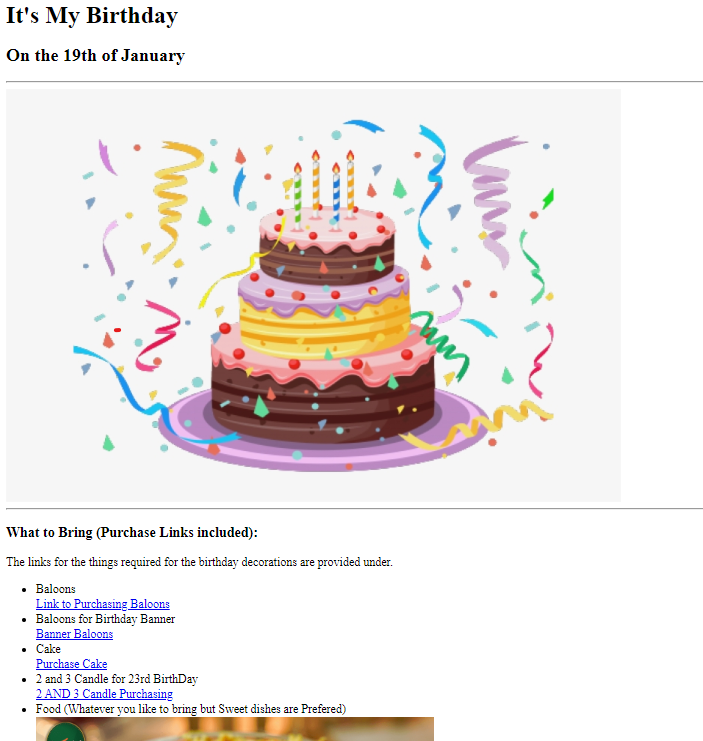 It's My Birthday
On the 19th of January
What to Bring (Purchase Links included):
The links for the things required for the birthday decorations are provided under.
Baloons
Link to Purchasing Baloons
Baloons for Birthday Banner
Banner Baloons
Cake
Purchase Cake
2 and 3 Candle for 23rd BirthDay
2 AND 3 Candle Purchasing
Food (Whatever you like to bring but Sweet dishes are Prefered)